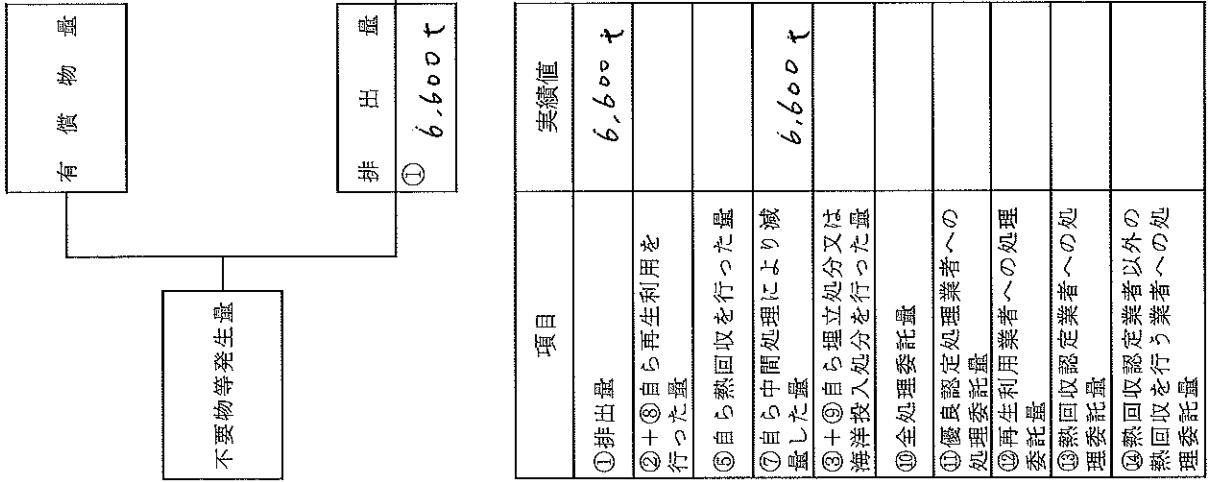 有償物量
不要物等発生量
排出量
① 6,600 t
項目
実績値
①排出量
6,600 t
②+⑧自ら再生利用を
行った量
⑤自ら熱回収を行った量
⑦自ら中間処理により減
量した量
6,600 t
③+⑨自ら埋立処分又は
海洋投入処分を行った量
⑩全処理委託量
⑪優良認定処理業者への
処理委託量
⑫再生利用業者への処理
委託量
⑬熱回収認定業者への処
理委託量
⑭熱回収認定業者以外の
熱回収を行う業者への処
理委託量